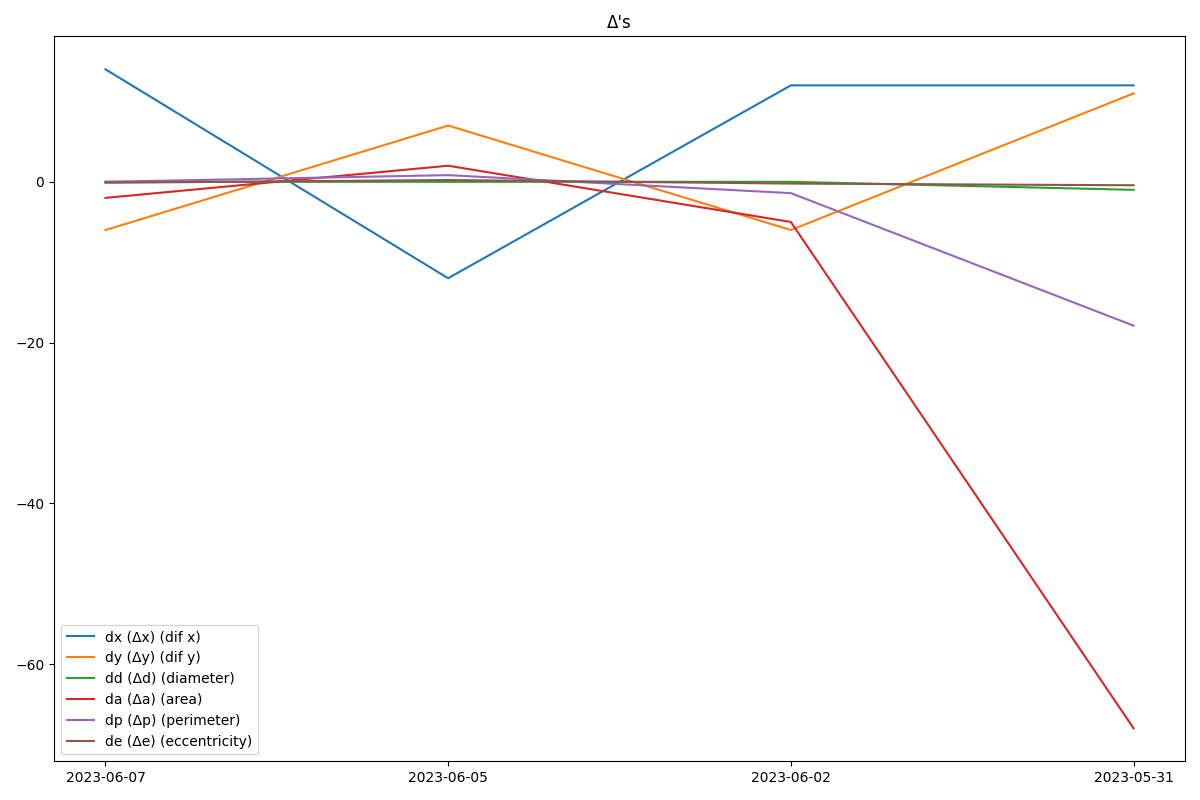 Δ's
0
−20
−40
−60
dx (Δx) (dif x)
dy (Δy) (dif y)
dd (Δd) (diameter)
da (Δa) (area)
dp (Δp) (perimeter)
de (Δe) (eccentricity)
2023-06-07 2023-06-05 2023-06-02 2023-05-31